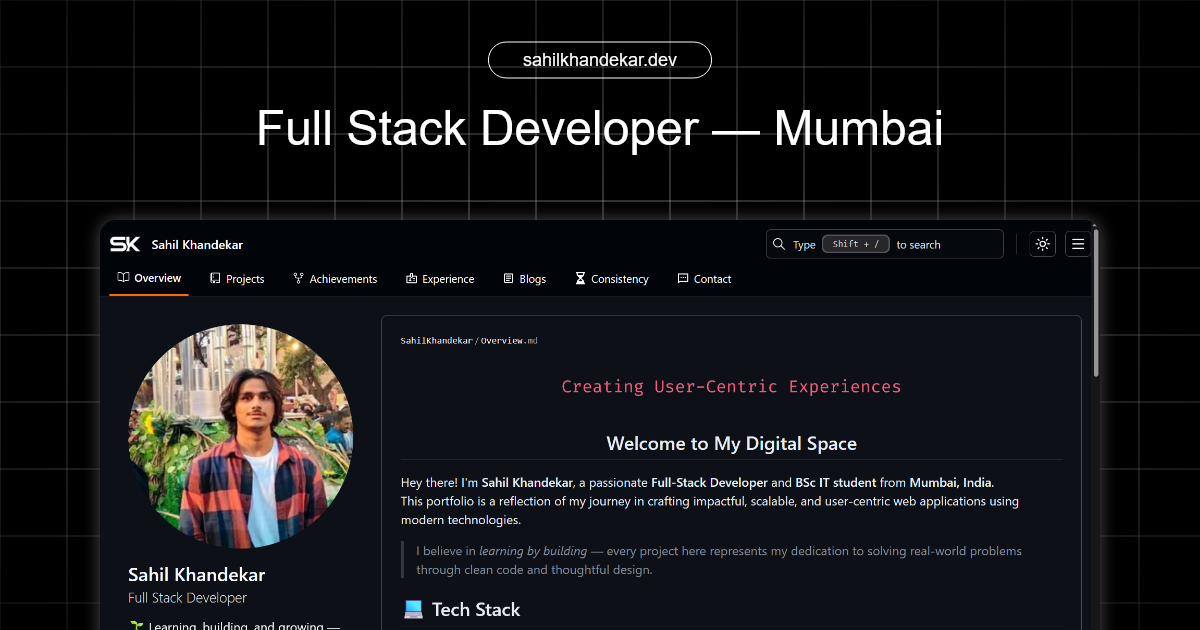 sahilkhandekar.dev
Full Stack Developer — Mumbai
SK Sahil Khandekar
Type Shift + / to search
Overview Projects Achievements Experience Blogs Consistency Contact
SahilKhandekar/Overview.md
Creating User-Centric Experiences
Welcome to My Digital Space
Hey there! I'm Sahil Khandekar, a passionate Full-Stack Developer and BSc IT student from Mumbai, India.
This portfolio is a reflection of my journey in crafting impactful, scalable, and user-centric web applications using
modern technologies.
I believe in learning by building — every project here represents my dedication to solving real-world problems
through clean code and thoughtful design.
Tech Stack
Sahil Khandekar
Full Stack Developer
Learning, building, and growing —